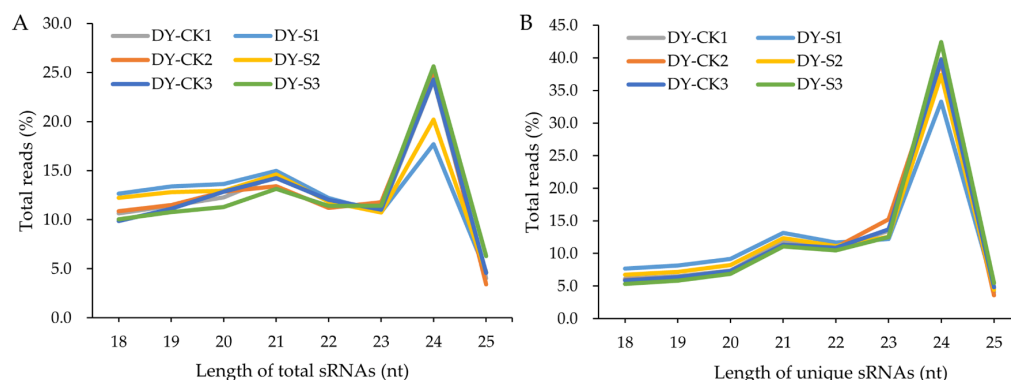 A
30.0
25.0
20.0
15.0
10.0
5.0
0.0
Total reads (%)
DY-CK1 DY-S1
DY-CK2 DY-S2
DY-CK3 DY-S3
18 19 20 21 22 23 24 25
Length of total sRNAs (nt)
B
45.0
40.0
35.0
30.0
25.0
20.0
15.0
10.0
5.0
0.0
Total reads (%)
DY-CK1 DY-S1
DY-CK2 DY-S2
DY-CK3 DY-S3
18 19 20 21 22 23 24 25
Length of unique sRNAs (nt)